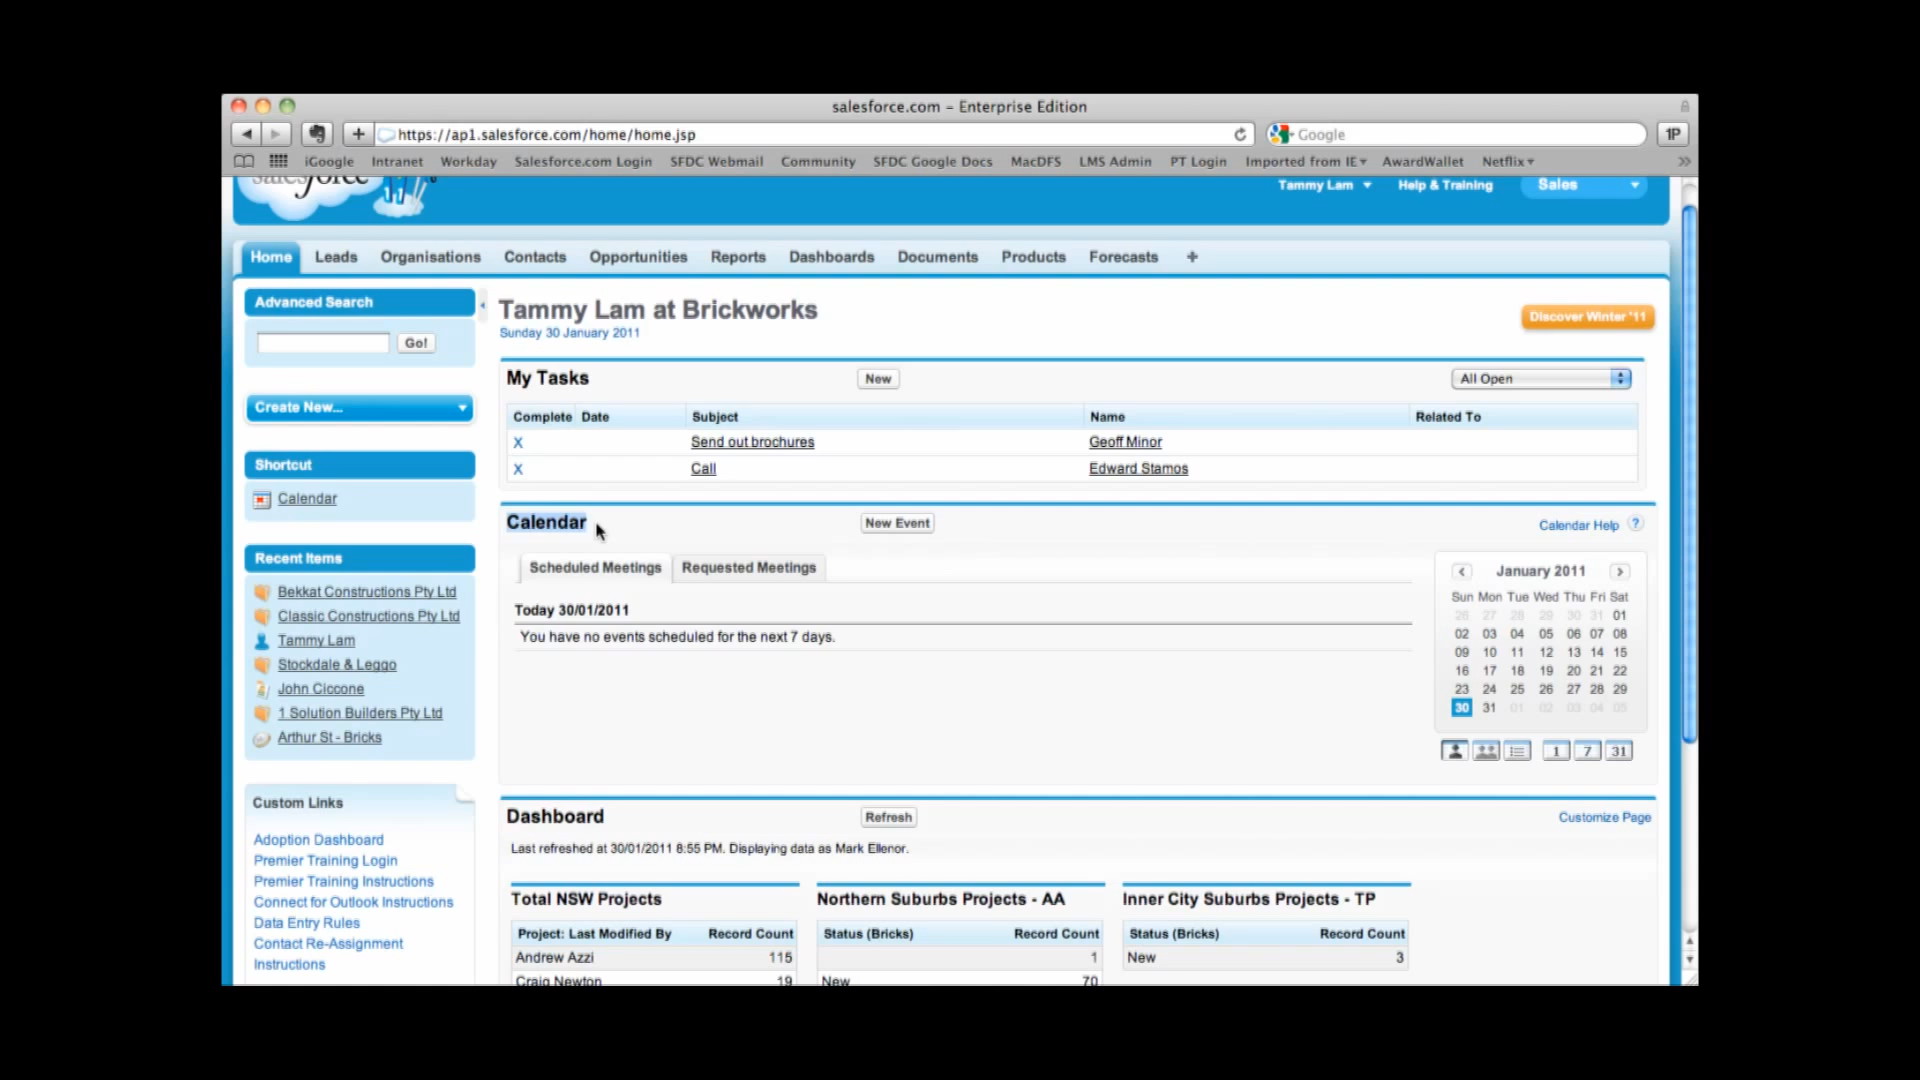 salesforce.com – Enterprise Edition
https://ap1.salesforce.com/home/home.jsp
Google
1P
iGoogle Intranet Workday Salesforce.com Login SFDC Webmail Community SFDC Google Docs MacDFS LMS Admin PT Login Imported from IE AwardWallet Netflix
salesforce
Tammy Lam Help & Training Sales
Home Leads Organisations Contacts Opportunities Reports Dashboards Documents Products Forecasts +
Advanced Search
Go!
Create New...
Shortcut
Calendar
Recent Items
Bekkat Constructions Pty Ltd
Classic Constructions Pty Ltd
Tammy Lam
Stockdale & Leggo
John Ciccone
1 Solution Builders Pty Ltd
Arthur St - Bricks
Custom Links
Adoption Dashboard
Premier Training Login
Premier Training Instructions
Connect for Outlook Instructions
Data Entry Rules
Contact Re-Assignment
Instructions
Tammy Lam at Brickworks
Sunday 30 January 2011
Discover Winter '11
My Tasks New All Open
Complete Date Subject Name Related To
X Send out brochures Geoff Minor
X Call Edward Stamos
Calendar New Event Calendar Help ?
Scheduled Meetings Requested Meetings
Today 30/01/2011
You have no events scheduled for the next 7 days.
January 2011
Sun Mon Tue Wed Thu Fri Sat
26 27 28 29 30 31 01
02 03 04 05 06 07 08
09 10 11 12 13 14 15
16 17 18 19 20 21 22
23 24 25 26 27 28 29
30 31 01 02 03 04 05
1 7 31
Dashboard Refresh Customize Page
Last refreshed at 30/01/2011 8:55 PM. Displaying data as Mark Ellenor.
Total NSW Projects
Project: Last Modified By Record Count
Andrew Azzi 115
Craig Newton 19
Northern Suburbs Projects - AA
Status (Bricks) Record Count
1
New 70
Inner City Suburbs Projects - TP
Status (Bricks) Record Count
New 3